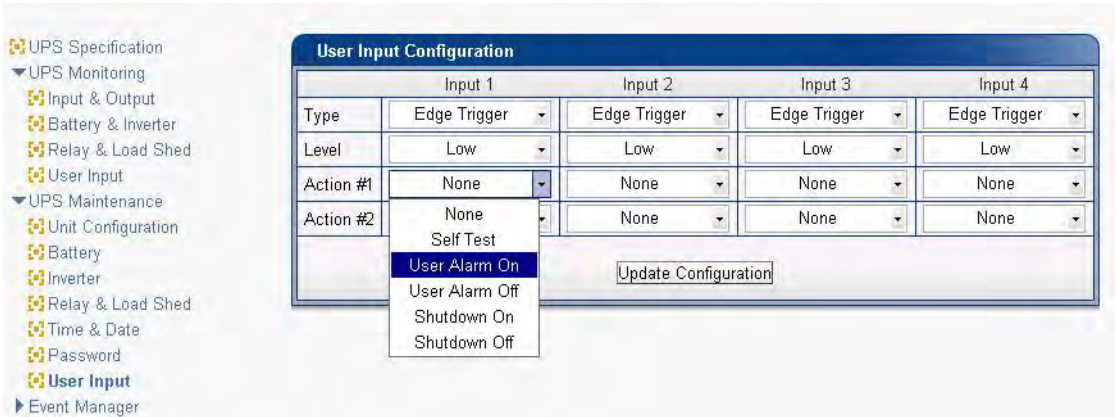 UPS Specification
UPS Monitoring
Input & Output
Battery & Inverter
Relay & Load Shed
User Input
UPS Maintenance
Unit Configuration
Battery
Inverter
Relay & Load Shed
Time & Date
Password
User Input
Event Manager
User Input Configuration
Input 1 Input 2 Input 3 Input 4
Type Edge Trigger Edge Trigger Edge Trigger Edge Trigger
Level Low Low Low Low
Action #1 None None None None
Action #2 None None None
None
Self Test
User Alarm On
User Alarm Off
Shutdown On
Shutdown Off
Update Configuration